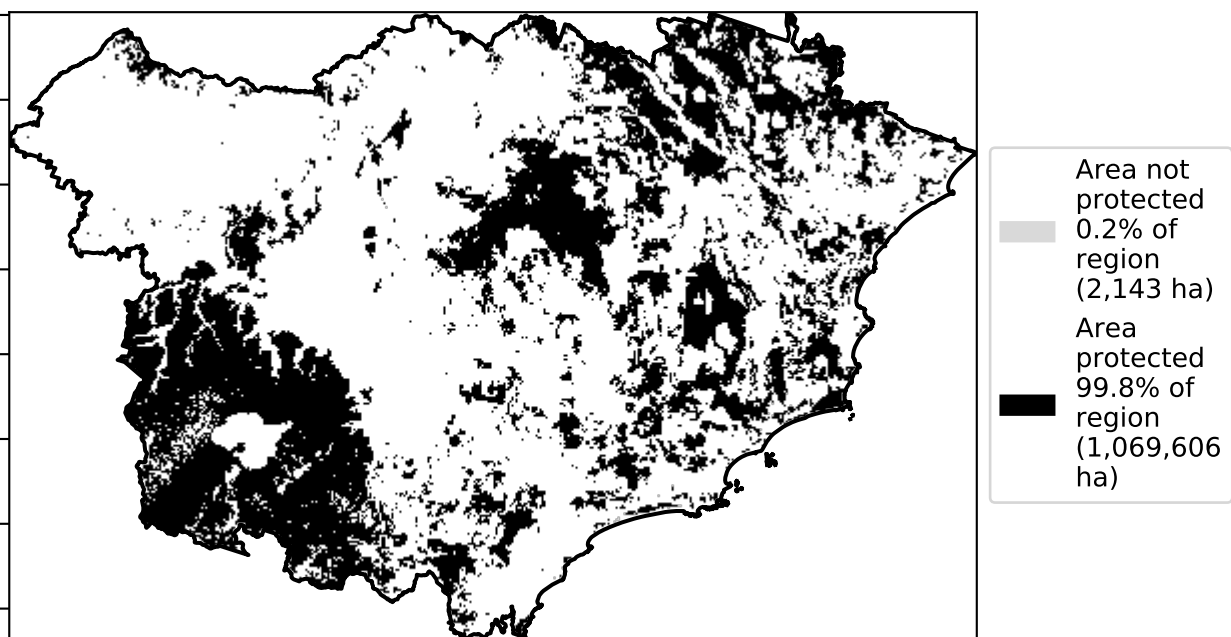 Area not
protected
0.2% of
region
(2,143 ha)
Area
protected
99.8% of
region
(1,069,606
ha)